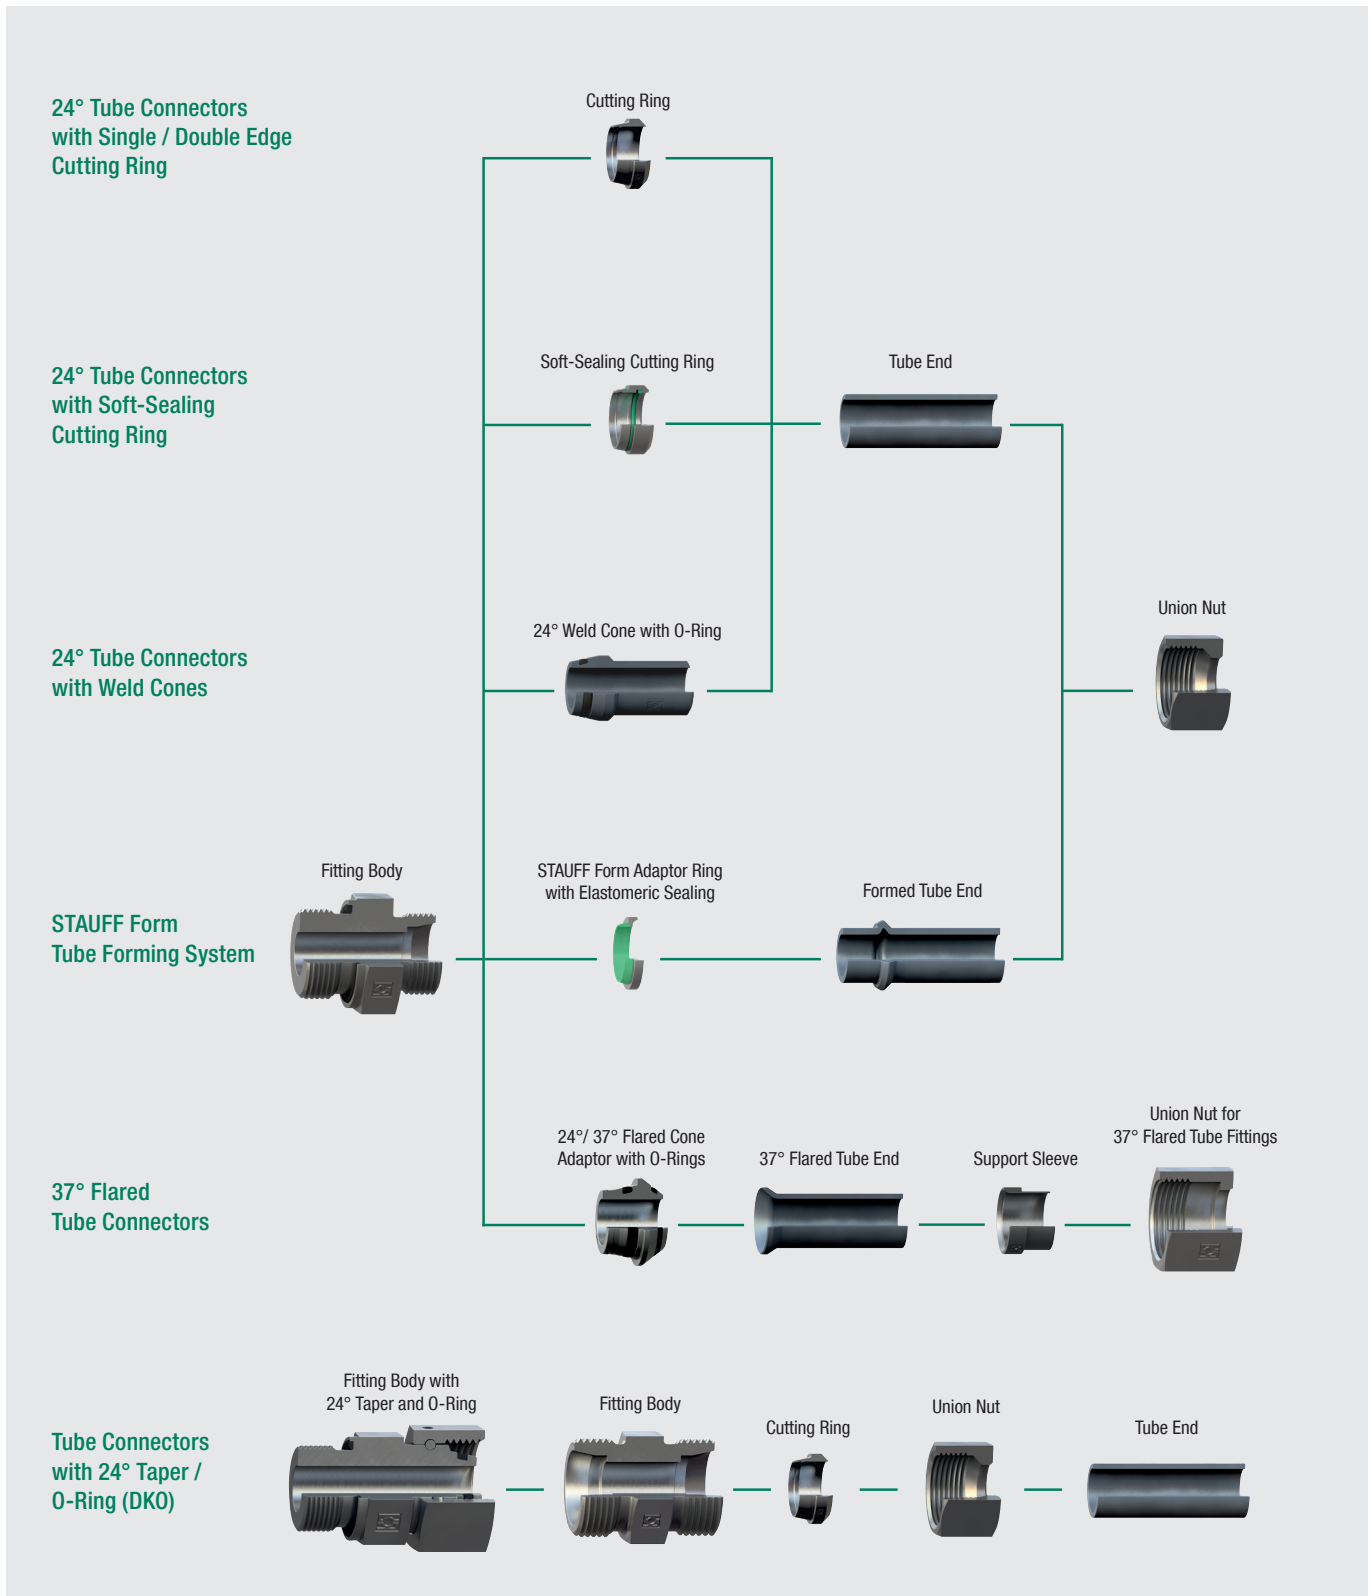 24° Tube Connectors
with Single / Double Edge
Cutting Ring
Cutting Ring
24° Tube Connectors
with Soft-Sealing
Cutting Ring
Soft-Sealing Cutting Ring
Tube End
24° Tube Connectors
with Weld Cones
24° Weld Cone with O-Ring
Union Nut
STAUFF Form
Tube Forming System
Fitting Body
STAUFF Form Adaptor Ring
with Elastomeric Sealing
Formed Tube End
37° Flared
Tube Connectors
24°/ 37° Flared Cone
Adaptor with O-Rings
37° Flared Tube End
Support Sleeve
Union Nut for
37° Flared Tube Fittings
Tube Connectors
with 24° Taper /
O-Ring (DKO)
Fitting Body with
24° Taper and O-Ring
Fitting Body
Cutting Ring
Union Nut
Tube End